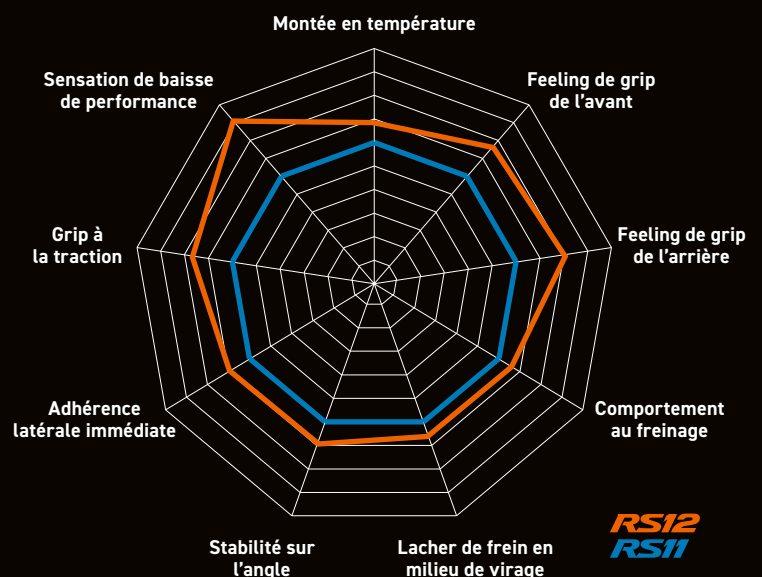 Montée en température
Sensation de baisse
de performance
Feeling de grip
de l'avant
Grip à
la traction
Feeling de grip
de l'arrière
Adhérence
latérale immédiate
Comportement
au freinage
Stabilité sur
l'angle
Lacher de frein en
milieu de virage
RS12
RS11